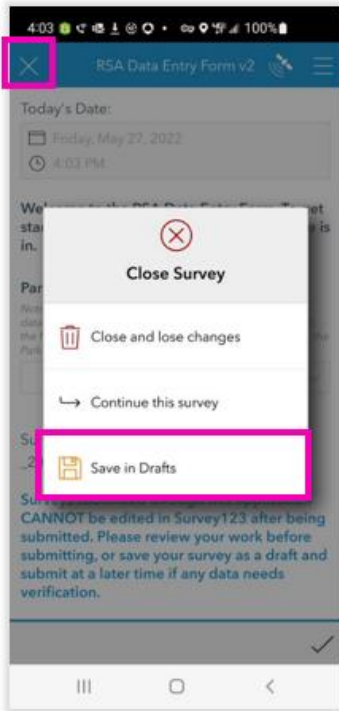 4:03
100%
RSA Data Entry Form v2
Today's Date:
Friday, May 27, 2022
4:03 PM
in.
Close Survey
Close and lose changes
Continue this survey
Save in Drafts
CANNOT be edited in Survey123 after being
submitted. Please review your work before
submitting, or save your survey as a draft and
submit at a later time if any data needs
verification.